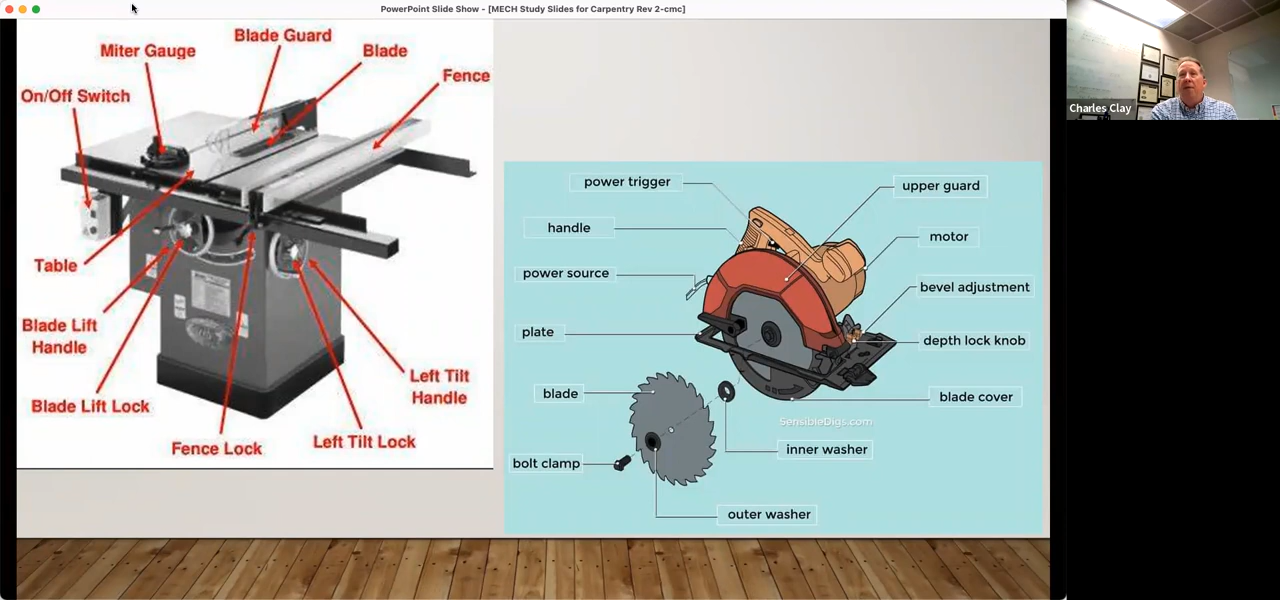 PowerPoint Slide Show - [MECH Study Slides for Carpentry Rev 2-cmc]
Blade Guard
Miter Gauge
Blade
Fence
On/Off Switch
Table
Blade Lift
Handle
Blade Lift Lock
Fence Lock
Left Tilt Lock
Left Tilt
Handle
power trigger
upper guard
handle
motor
power source
bevel adjustment
plate
depth lock knob
blade
blade cover
SensibleDigs.com
inner washer
bolt clamp
outer washer
Charles Clay